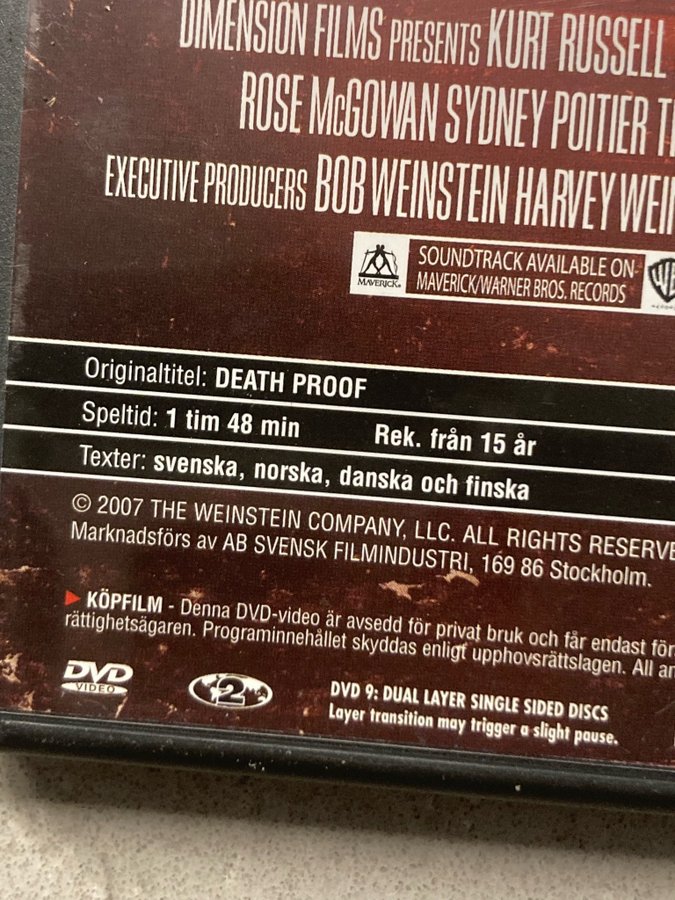 DIMENSION FILMS PRESENTS KURT RUSSELL
ROSE McGOWAN SYDNEY POITIER
EXECUTIVE PRODUCERS BOB WEINSTEIN HARVEY
MAVERICK®
SOUNDTRACK AVAILABLE ON
MAVERICK/WARNER BROS. RECORDS
WB
Originaltitel: DEATH PROOF
Speltid: 1 tim 48 min Rek. från 15 år
Texter: svenska, norska, danska och finska
© 2007 THE WEINSTEIN COMPANY, LLC. ALL RIGHTS
Marknadsförs av AB SVENSK FILMINDUSTRI, 169 86 Stockholm.
KÖPFILM - Denna DVD-video är avsedd för privat bruk och får endast
rättighetsägaren. Programinnehållet skyddas enligt upphovsrättslagen. All
DVD
VIDEO
2
DVD 9: DUAL LAYER SINGLE SIDED DISCS
Layer transition may trigger a slight pause.